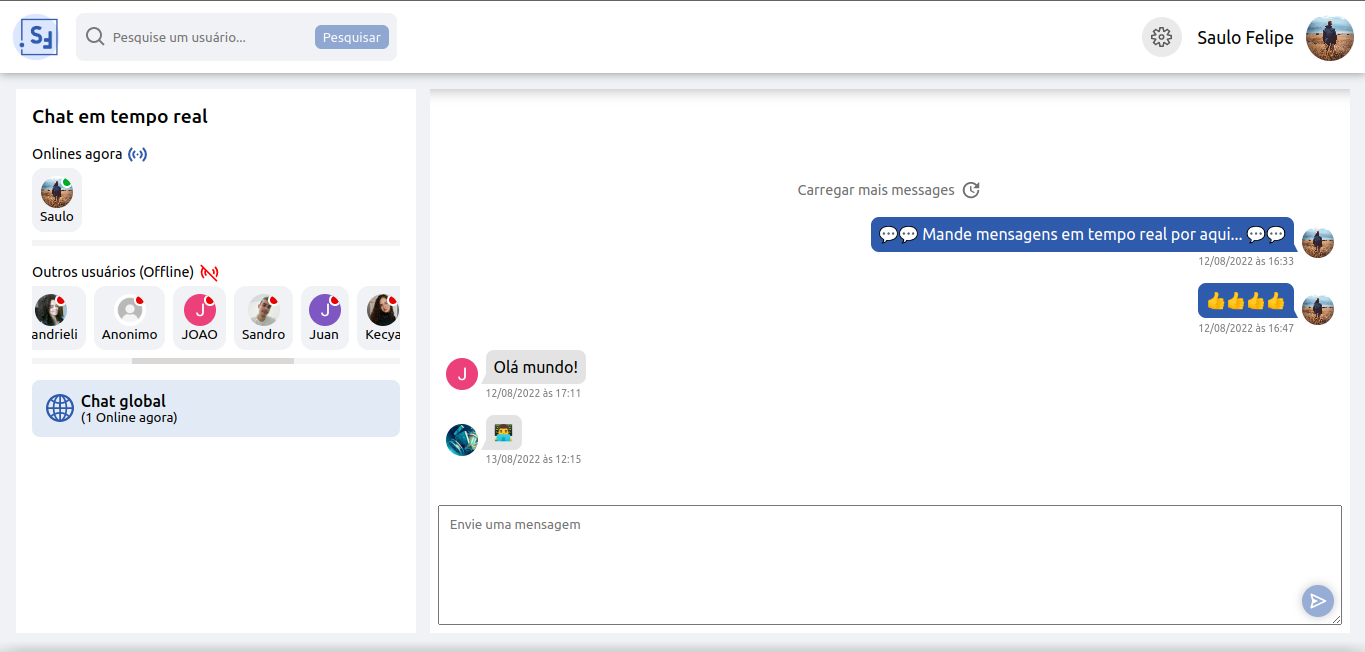 .SF
Pesquise um usuário...
Pesquisar
Saulo Felipe
Chat em tempo real
Onlines agora
Saulo
Outros usuários (Offline)
andrieli
Anonimo
J
JOAO
Sandro
J
Juan
Kecya
Chat global
(1 Online agora)
Carregar mais messages
💬💬 Mande mensagens em tempo real por aqui... 💬💬
12/08/2022 às 16:33
👍👍👍👍
12/08/2022 às 16:47
J
Olá mundo!
12/08/2022 às 17:11
👨‍💻
13/08/2022 às 12:15
Envie uma mensagem